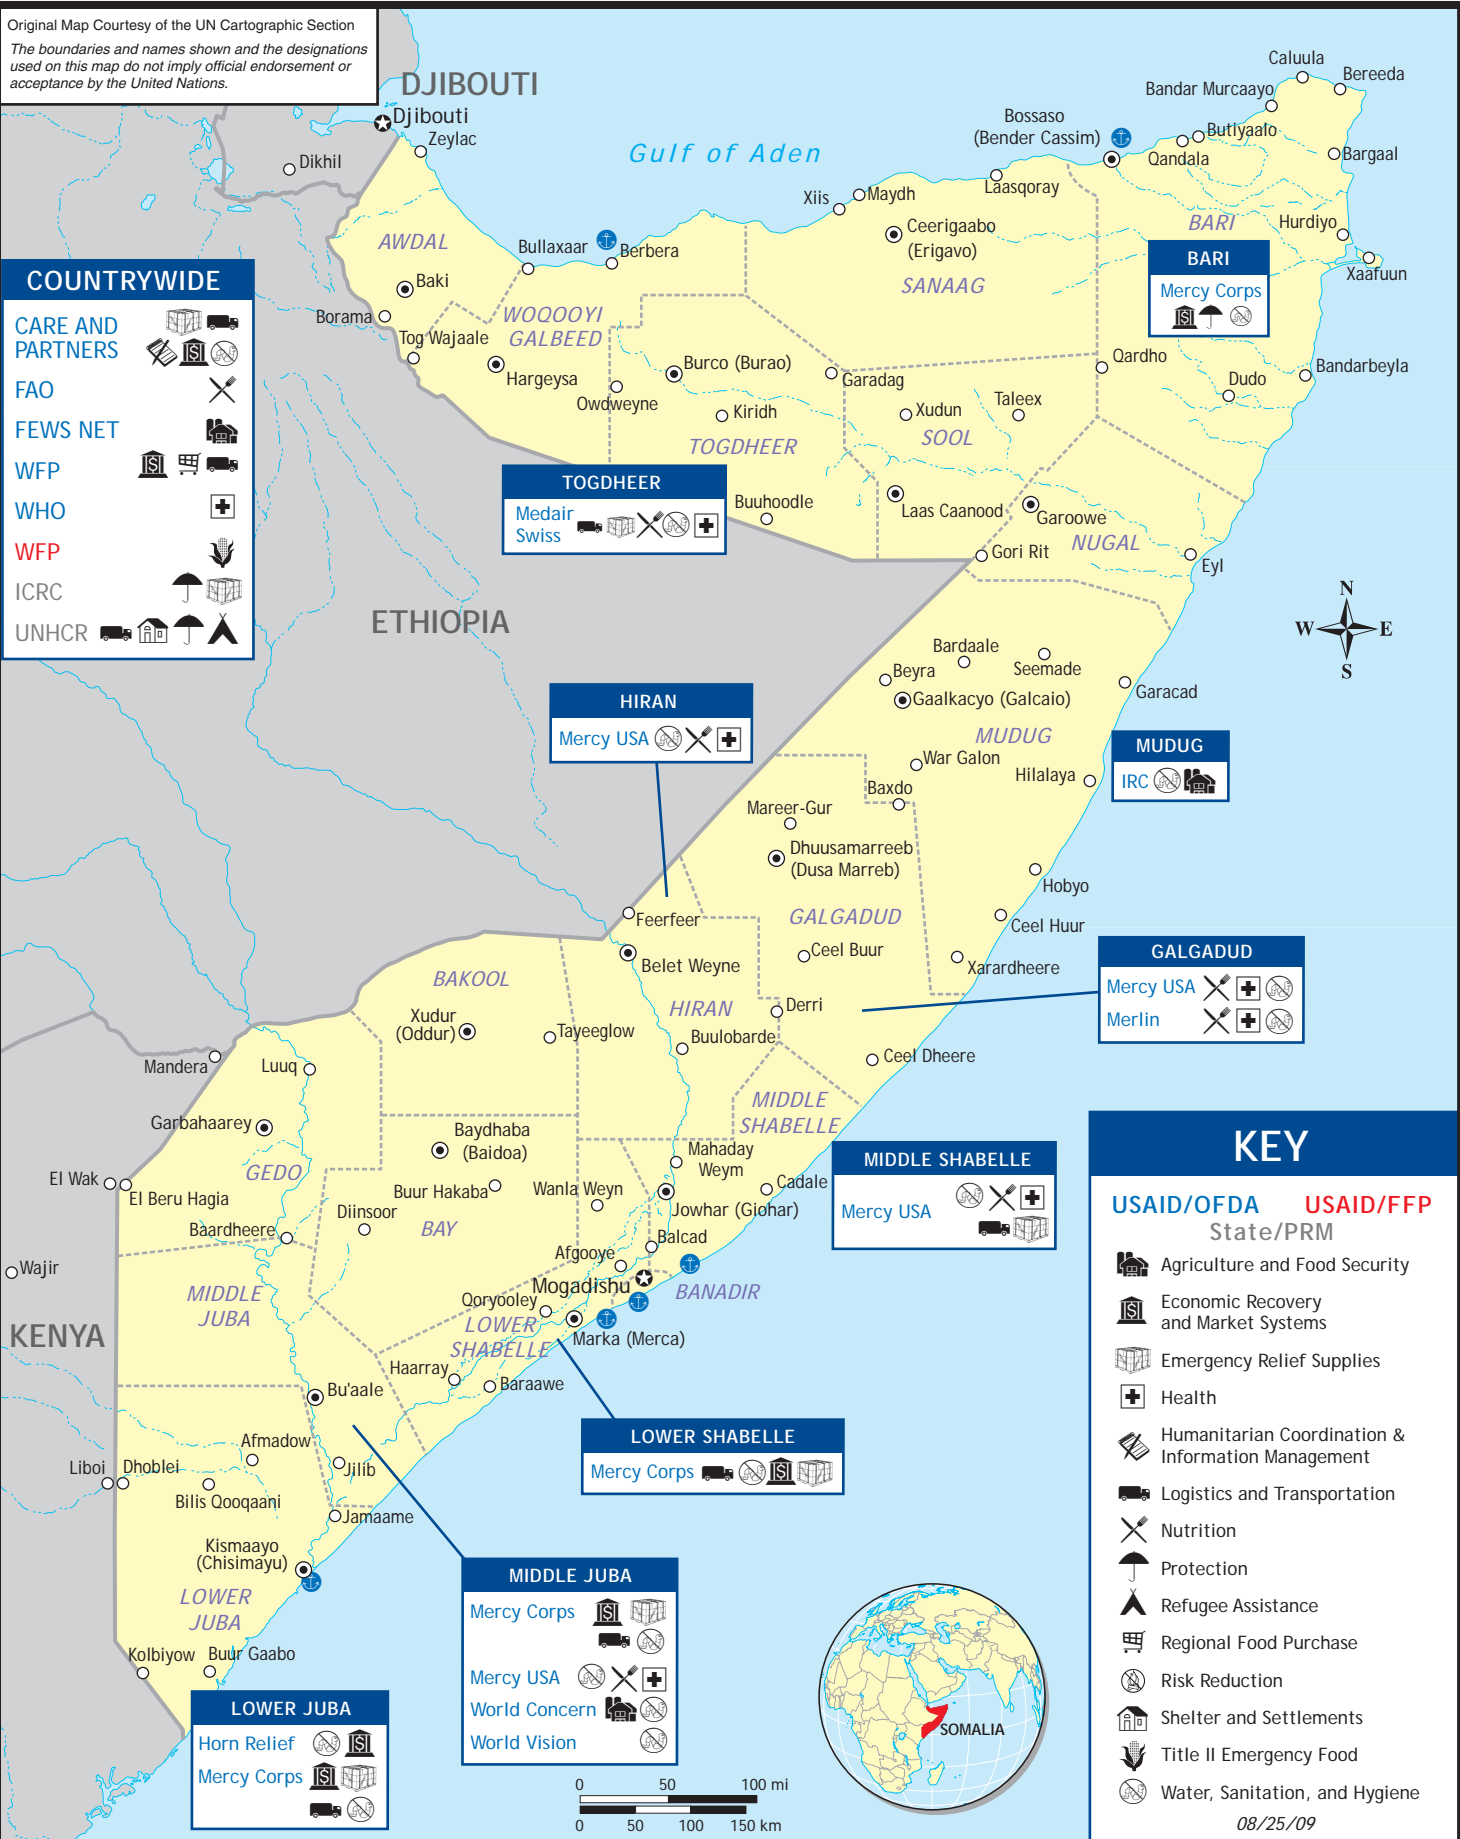 Original Map Courtesy of the UN Cartographic Section
The boundaries and names shown and the designations
used on this map do not imply official endorsement or
acceptance by the United Nations.
DJIBOUTI
Djibouti
Zeylac
Dikhil
Gulf of Aden
Caluula
Bereeda
Bandar Murcaayo
Bossaso
(Bender Cassim)
Butiyaalo
Qandala
Bargaal
Laasqoray
Xiis
Maydh
Ceerigaabo
(Erigavo)
SANAAG
BARI
Hurdiyo
Xaafuun
BARI
Mercy Corps
AWDAL
Bullaxaar
Berbera
Baki
Borama
WOQOOYI
GALBEED
Tog Wajaale
Hargeysa
Owdweyne
Burco (Burao)
Kiridh
TOGDHEER
Garadag
Xudun
Taleex
SOOL
Qardho
Dudo
Bandarbeyla
COUNTRYWIDE
CARE AND
PARTNERS
FAO
FEWS NET
WFP
WHO
WFP
ICRC
UNHCR
TOGDHEER
Medair
Swiss
Buuhoodle
Laas Caanood
Garoowe
NUGAL
Gori Rit
Eyl
ETHIOPIA
N
W
E
S
Bardaale
Beyra
Seemade
Gaalkacyo (Galcaio)
Garacad
MUDUG
HIRAN
Mercy USA
MUDUG
IRC
War Galon
Hilalaya
Baxdo
Mareer-Gur
Dhuusamarreeb
(Dusa Marreb)
Hobyo
GALGADUD
Feerfeer
Ceel Huur
Ceel Buur
Xarardheere
Belet Weyne
GALGADUD
Mercy USA
Merlin
BAKOOL
HIRAN
Derri
Xudur
(Oddur)
Tayeeglow
Buulobarde
Ceel Dheere
Mandera
Luuq
MIDDLE
SHABELLE
Garbahaarey
Baydhaba
(Baidoa)
Mahaday
Weym
GEDO
El Wak
El Beru Hagia
Buur Hakaba
Wanla Weyn
Cadale
Jowhar (Giohar)
MIDDLE SHABELLE
Mercy USA
Diinsoor
BAY
Baardheere
Balcad
Afgooye
Wajir
Mogadishu
BANADIR
MIDDLE
JUBA
Qoryooley
LOWER
SHABELLE
Marka (Merca)
KENYA
Haarray
Baraawe
Bu'aale
LOWER SHABELLE
Mercy Corps
Afmadow
Liboi
Dhoblei
Jilib
Bilis Qooqaani
Jamaame
Kismaayo
(Chisimayu)
LOWER
JUBA
Kolbiyow
Buur Gaabo
MIDDLE JUBA
Mercy Corps
Mercy USA
World Concern
World Vision
LOWER JUBA
Horn Relief
Mercy Corps
0 50 100 mi
0 50 100 150 km
SOMALIA
KEY
USAID/OFDA USAID/FFP
State/PRM
Agriculture and Food Security
Economic Recovery
and Market Systems
Emergency Relief Supplies
Health
Humanitarian Coordination &
Information Management
Logistics and Transportation
Nutrition
Protection
Refugee Assistance
Regional Food Purchase
Risk Reduction
Shelter and Settlements
Title II Emergency Food
Water, Sanitation, and Hygiene
08/25/09